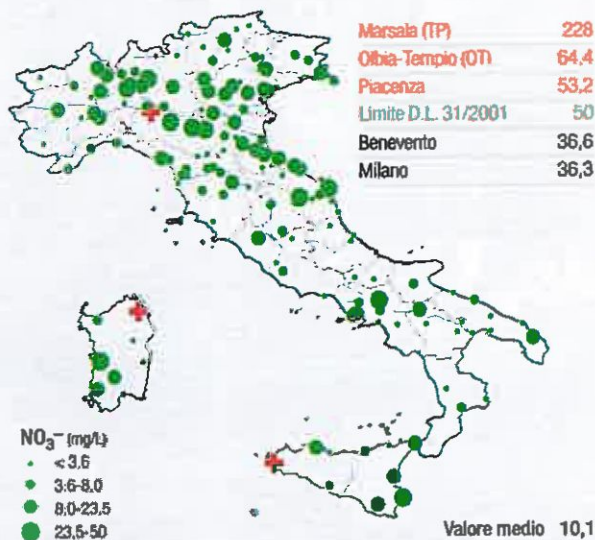 Marsala (TP) 228
Olbia-Tempio (OT) 64,4
Piacenza 53,2
Limite D.L. 31/2001 50
Benevento 36,6
Milano 36,3
NO₃⁻ (mg/L)
< 3.6
3.6-8.0
8.0-23,5
23,5-50
Valore medio 10,1